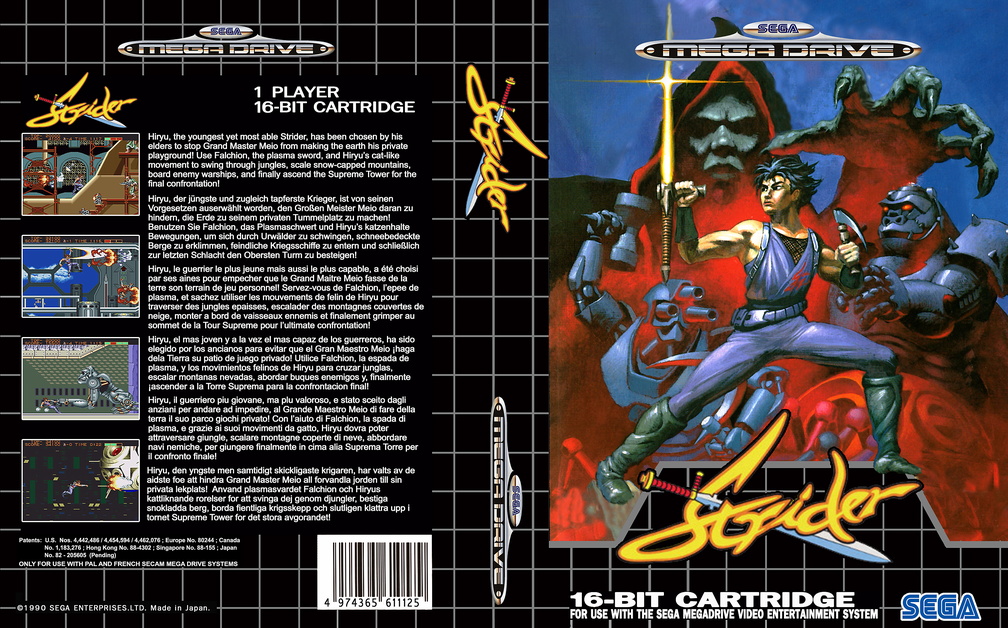 SEGA
MEGA DRIVE
Strider
1 PLAYER
16-BIT CARTRIDGE
Hiryu, the youngest yet most able Strider, has been chosen by his
elders to stop Grand Master Meio from making the earth his private
playground! Use Falchion, the plasma sword, and Hiryu's cat-like
movement to swing through jungles, scale snow-capped mountains,
board enemy warships, and finally ascend the Supreme Tower for the
final confrontation!
Hiryu, der jüngste und zugleich tapferste Krieger, ist von seinen
Vorgesetzten auserwählt worden, den Großen Meister Meio daran zu
hindern, die Erde zu seinem privaten Tummelplatz zu machen!
Benutzen Sie Falchion, das Plasmaschwert und Hiryu's katzenhafte
Bewegungen, um sich durch Urwälder zu schwingen, schneebedeckte
Berge zu erklimmen, feindliche Kriegsschiffe zu entern und schließlich
zur letzten Schlacht den Obersten Turm zu besteigen!
Hiryu, le guerrier le plus jeune mais aussi le plus capable, a été choisi
par ses aines pour empecher que le Grand Maître Meio fasse de la
terre son terrain de jeu personnel! Servez-vous de Falchion, l'epee de
plasma, et sachez utiliser les mouvements de felin de Hiryu pour
traverser des jungles epaisses, escalader des montagnes couvertes de
neige, monter a bord de vaisseaux ennemis et finalement grimper au
sommet de la Tour Supreme pour l'ultimate confrontation!
Hiryu, el mas joven y a la vez el mas capaz de los guerreros, ha sido
elegido por los ancianos para evitar que el Gran Maestro Meio ¡haga
dela Tierra su patio de juego privado! Utilice Falchion, la espada de
plasma, y los movimientos felinos de Hiryu para cruzar junglas,
escalar montanas nevadas, abordar buques enemigos y, finalmente
¡ascender a la Torre Suprema para la confrontacion final!
Hiryu, il guerriero piu giovane, ma piu valoroso, e stato sceito dagli
anziani per andare ad impedire, al Grande Maestro Meio di fare della
terra il suo parco giochi privato! Con l'aiuto di Falchion, la spada di
plasma, e grazie ai suoi movimenti da gatto, Hiryu dovra poter
attraversare giungle, scalare montagne coperte di neve, abbordare
navi nemiche, per giungere finalmente in cima alia Suprema Torre per
il confronto finale!
Hiryu, den yngste men samtidigt skickligaste krigaren, har valts av de
aidste foe att hindra Grand Master Meio all forvandla jorden till sin
privata lekplats! Anvand plasmasvardet Falchion och Hiryus
kattliknande rorelser for att svinga dej genom djungler, bestiga
snokladda berg, borda fientliga krigsskepp och slutligen klattra upp i
tornet Supreme Tower for det stora avgorandet!
Patents: U.S. Nos. 4,442,486 / 4,454,594 / 4,462,076 ; Europe No. 80244 ; Canada
No. 1,183,276 ; Hong Kong No. 88-4302 ; Singapore No. 88-155 ; Japan
No. 82 - 205605 (Pending)
ONLY FOR USE WITH PAL AND FRENCH SECAM MEGA DRIVE SYSTEMS
©1990 SEGA ENTERPRISES.LTD. Made in Japan.
4 974365 611125
Strider
SEGA
MEGA DRIVE
SEGA
MEGA DRIVE
Strider
16-BIT CARTRIDGE
FOR USE WITH THE SEGA MEGADRIVE VIDEO ENTERTAINMENT SYSTEM
SEGA